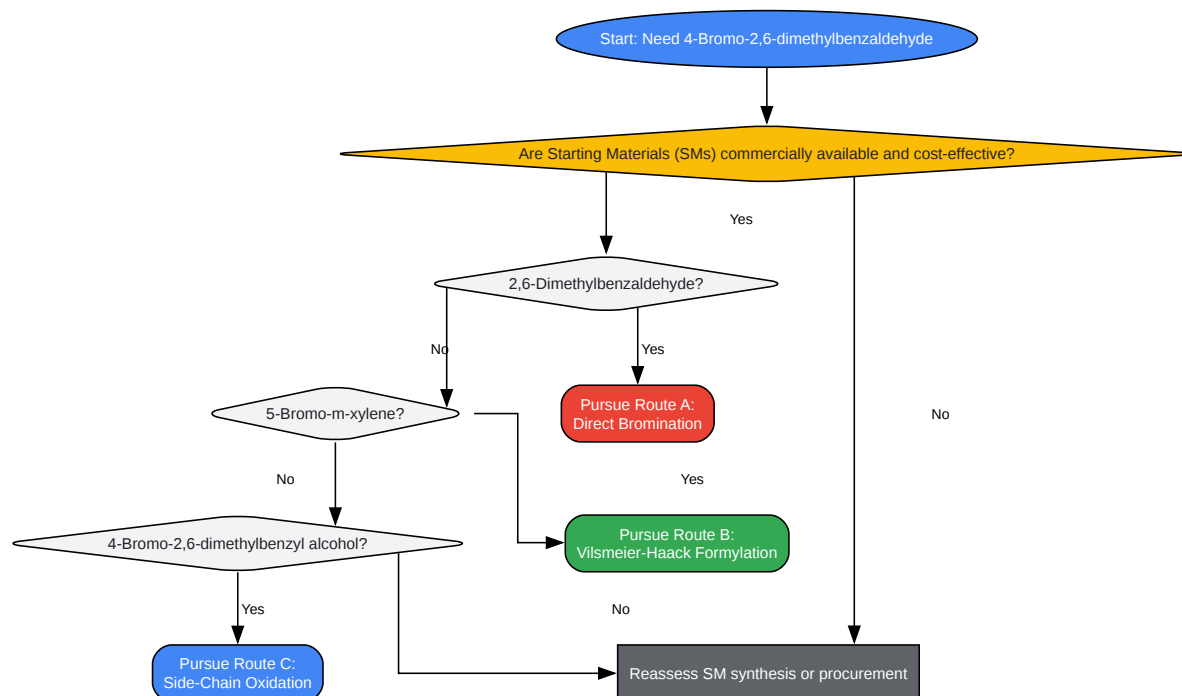 Start: Need 4-Bromo-2,6-dimethylbenzaldehyde
Are Starting Materials (SMs) commercially available and cost-effective?
Yes
2,6-Dimethylbenzaldehyde?
No
Yes
Pursue Route A:
Direct Bromination
5-Bromo-m-xylene?
No
No
Yes
Pursue Route B:
Vilsmeier-Haack Formylation
4-Bromo-2,6-dimethylbenzyl alcohol?
Yes
No
Pursue Route C:
Side-Chain Oxidation
Reassess SM synthesis or procurement